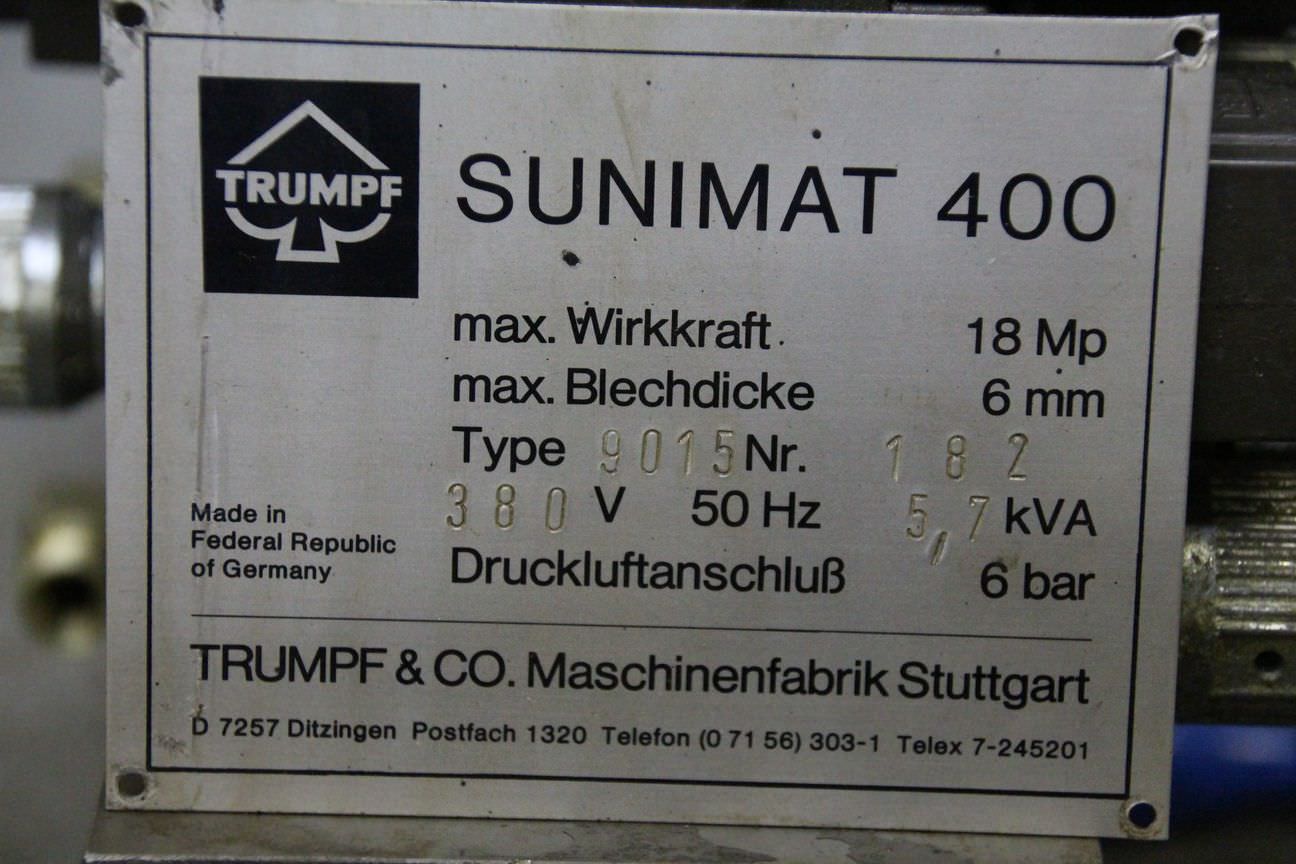 TRUMPF
SUNIMAT 400
max. Wirkkraft 18 Mp
max. Blechdicke 6 mm
Type 9015 Nr. 182
380 V 50 Hz 5,7 kVA
Druckluftanschluß 6 bar
Made in
Federal Republic
of Germany
TRUMPF & CO. Maschinenfabrik Stuttgart
D 7257 Ditzingen Postfach 1320 Telefon (0 71 56) 303-1 Telex 7-245201